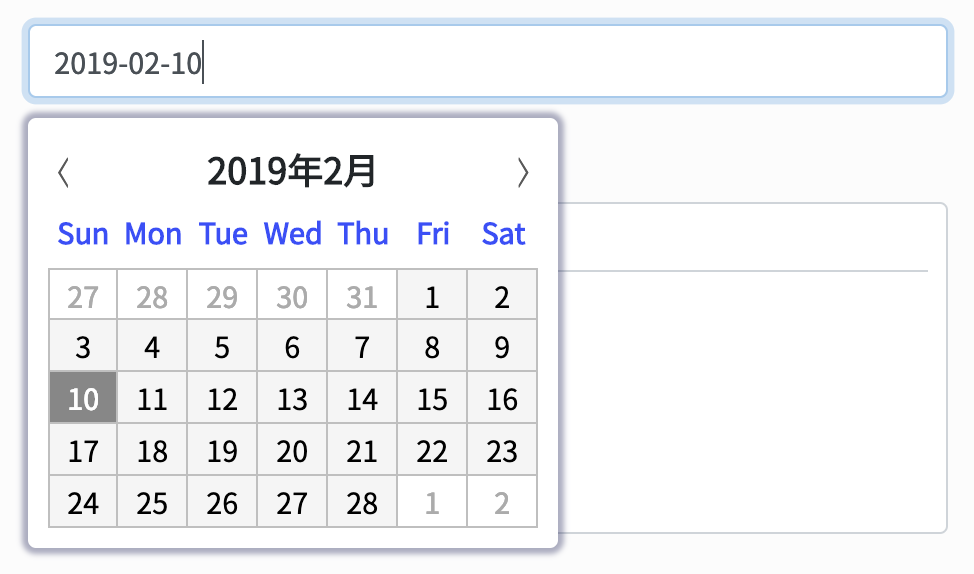 2019-02-10
〈 2019年2月 〉
Sun Mon Tue Wed Thu Fri Sat
27 28 29 30 31 1 2
3 4 5 6 7 8 9
10 11 12 13 14 15 16
17 18 19 20 21 22 23
24 25 26 27 28 1 2